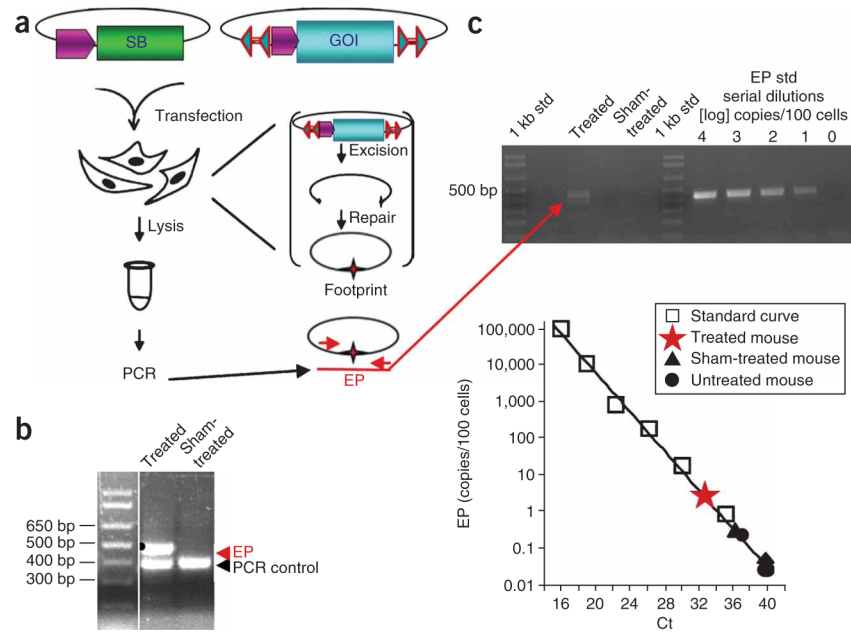 a
SB
GOI
Transfection
Excision
Repair
Footprint
Lysis
PCR
EP
b
Treated
Sham-
treated
650 bp
500 bp
400 bp
300 bp
EP
PCR control
c
1 kb std
Treated
Sham-
treated
1 kb std
EP std
serial dilutions
[log] copies/100 cells
4 3 2 1 0
500 bp
Standard curve
Treated mouse
Sham-treated mouse
Untreated mouse
EP (copies/100 cells)
100,000
10,000
1,000
100
10
1
0.1
0.01
16 20 24 28 32 36 40
Ct